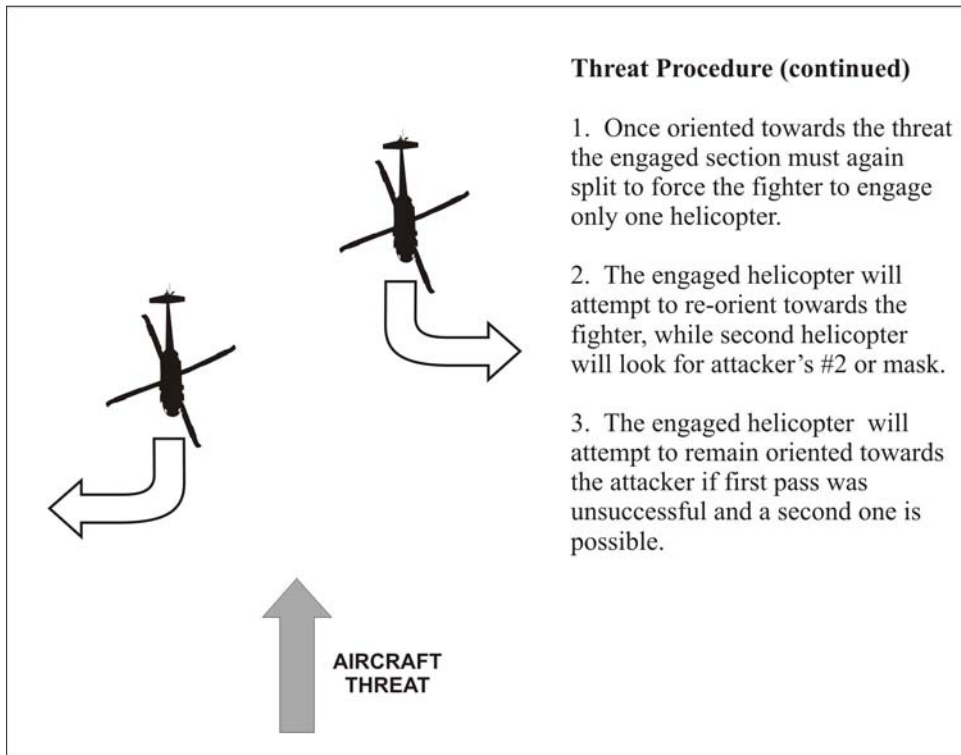 Threat Procedure (continued)
1. Once oriented towards the threat
the engaged section must again
split to force the fighter to engage
only one helicopter.
2. The engaged helicopter will
attempt to re-orient towards the
fighter, while second helicopter
will look for attacker’s #2 or mask.
3. The engaged helicopter will
attempt to remain oriented towards
the attacker if first pass was
unsuccessful and a second one is
possible.
AIRCRAFT
THREAT